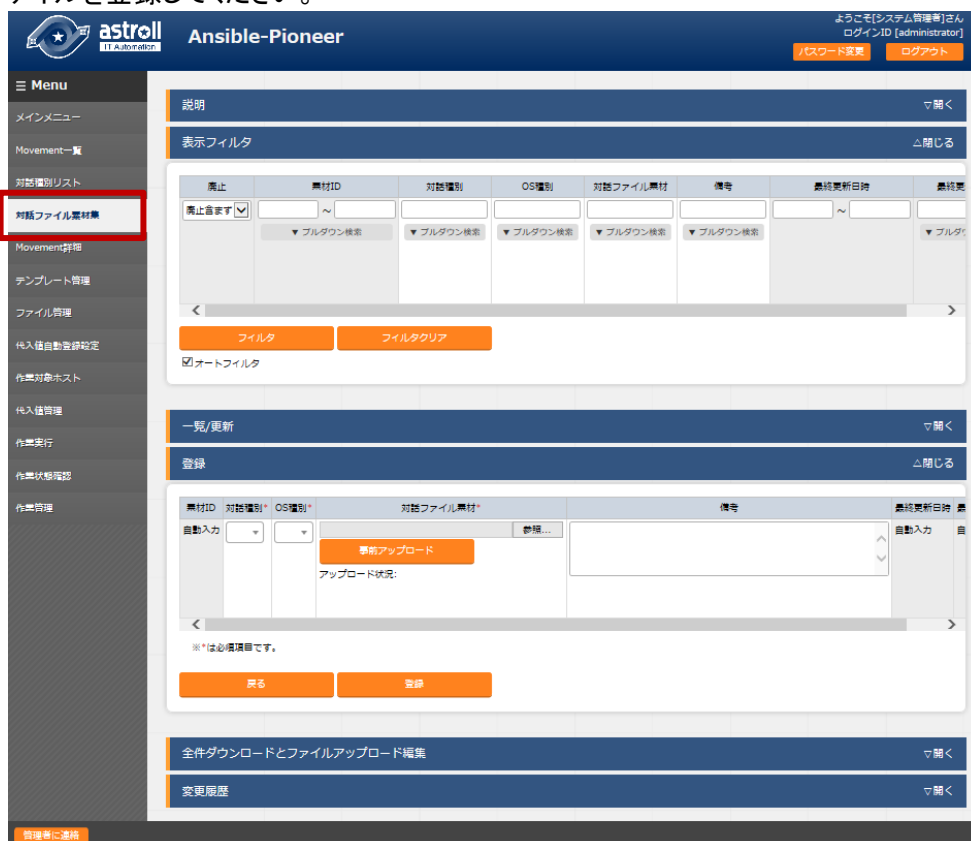 ァイルを登録してください。
astroll
IT Automation
Ansible-Pioneer
ようこそ[システム管理者]さん
ログインID [administrator]
パスワード変更 ログアウト
≡ Menu
メインメニュー
Movement一覧
対話種別リスト
対話ファイル素材集
Movement詳細
テンプレート管理
ファイル管理
代入値自動登録設定
作業対象ホスト
代入値管理
作業実行
作業状態確認
作業管理
説明 ▽開く
表示フィルタ △閉じる
廃止 素材ID 対話種別 OS種別 対話ファイル素材 備考 最終更新日時 最終更
廃止含まず ~ ~
▼ プルダウン検索 ▼ プルダウン検索 ▼ プルダウン検索 ▼ プルダウン検索 ▼ プルダウン検索 ▼ プルダウ
フィルタ フィルタクリア
オートフィルタ
一覧/更新 ▽開く
登録 △閉じる
素材ID 対話種別* OS種別* 対話ファイル素材* 備考 最終更新日時 最
自動入力 参照... 自動入力 自
事前アップロード
アップロード状況:
※*は必須項目です。
戻る 登録
全件ダウンロードとファイルアップロード編集 ▽開く
変更履歴 ▽開く
管理者に連絡